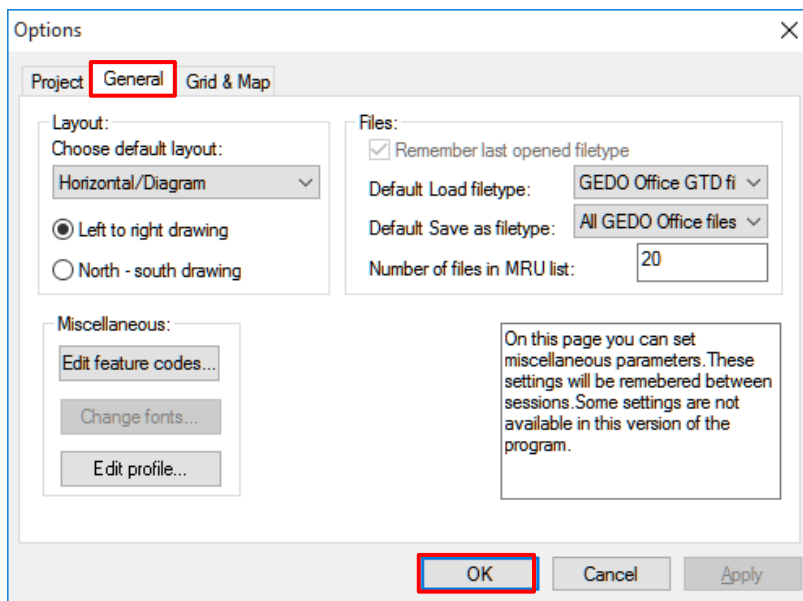 Options
Project
General
Grid & Map
Layout:
Choose default layout:
Horizontal/Diagram
Left to right drawing
North - south drawing
Files:
Remember last opened filetype
Default Load filetype:
GEDO Office GTD fi
Default Save as filetype:
All GEDO Office files
Number of files in MRU list:
20
Miscellaneous:
Edit feature codes...
Change fonts...
Edit profile...
On this page you can set
miscellaneous parameters.These
settings will be remebered between
sessions.Some settings are not
available in this version of the
program.
OK
Cancel
Apply